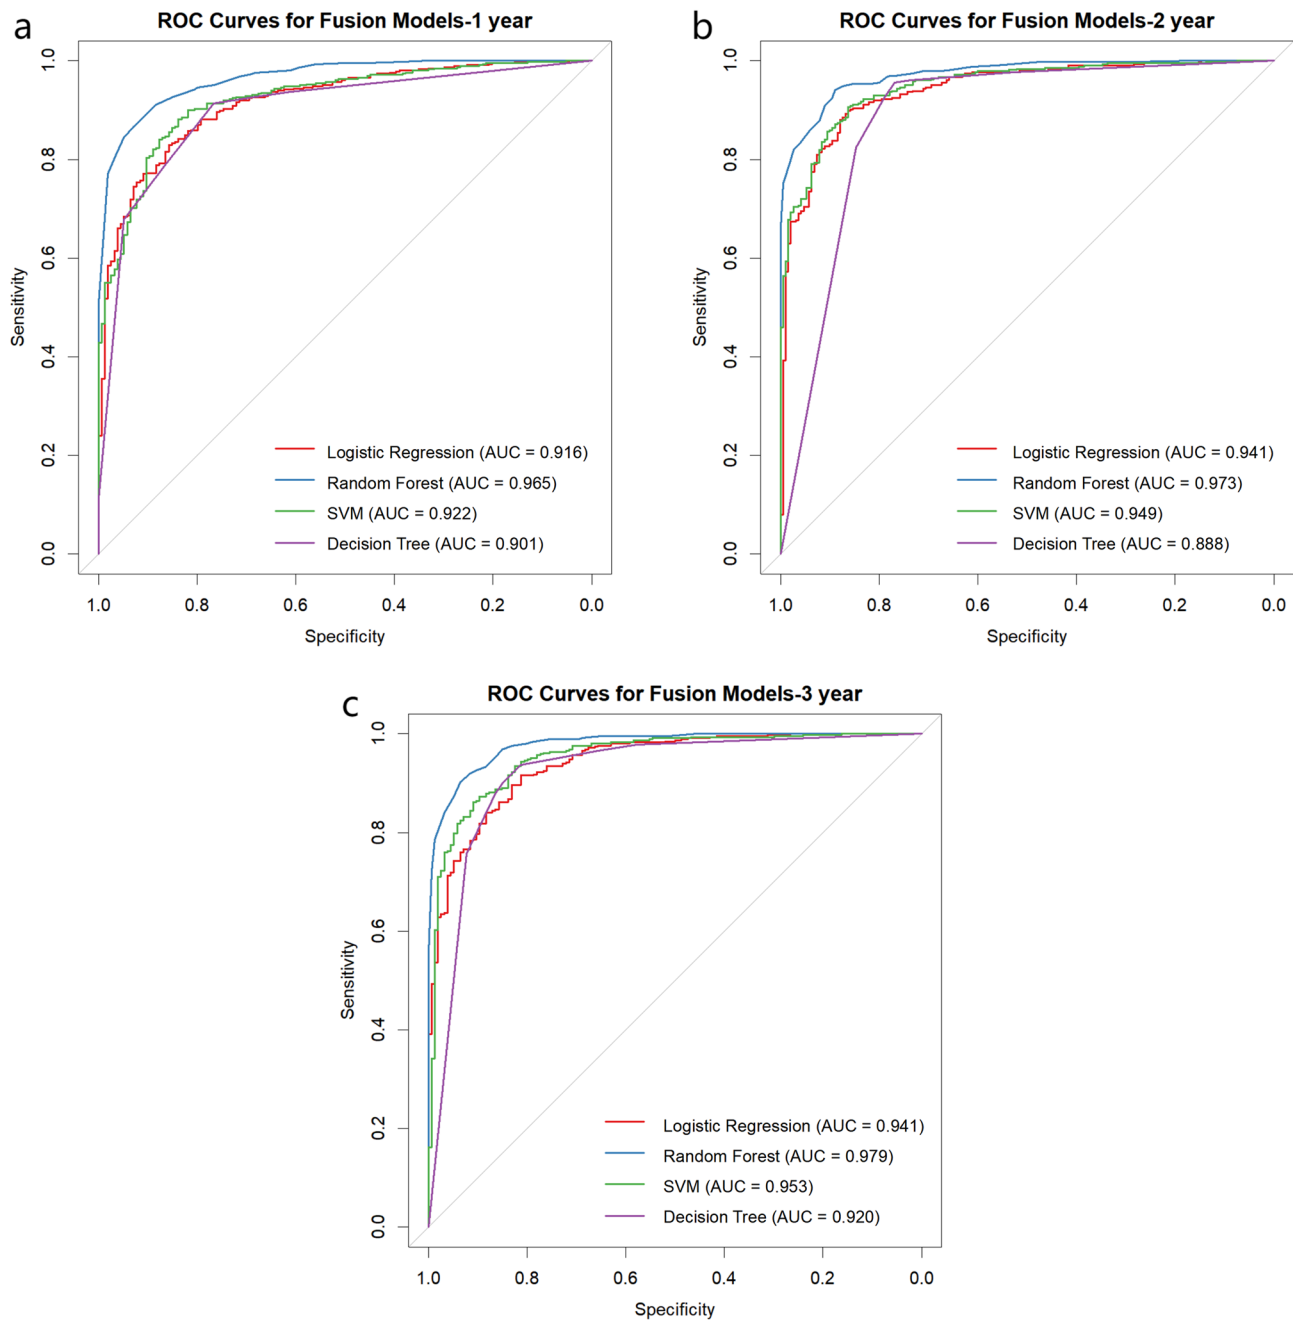 a
ROC Curves for Fusion Models-1 year
Sensitivity
1.0
0.8
0.6
0.4
0.2
0.0
Logistic Regression (AUC = 0.916)
Random Forest (AUC = 0.965)
SVM (AUC = 0.922)
Decision Tree (AUC = 0.901)
1.0 0.8 0.6 0.4 0.2 0.0
Specificity
b
ROC Curves for Fusion Models-2 year
Sensitivity
1.0
0.8
0.6
0.4
0.2
0.0
Logistic Regression (AUC = 0.941)
Random Forest (AUC = 0.973)
SVM (AUC = 0.949)
Decision Tree (AUC = 0.888)
1.0 0.8 0.6 0.4 0.2 0.0
Specificity
c
ROC Curves for Fusion Models-3 year
Sensitivity
1.0
0.8
0.6
0.4
0.2
0.0
Logistic Regression (AUC = 0.941)
Random Forest (AUC = 0.979)
SVM (AUC = 0.953)
Decision Tree (AUC = 0.920)
1.0 0.8 0.6 0.4 0.2 0.0
Specificity